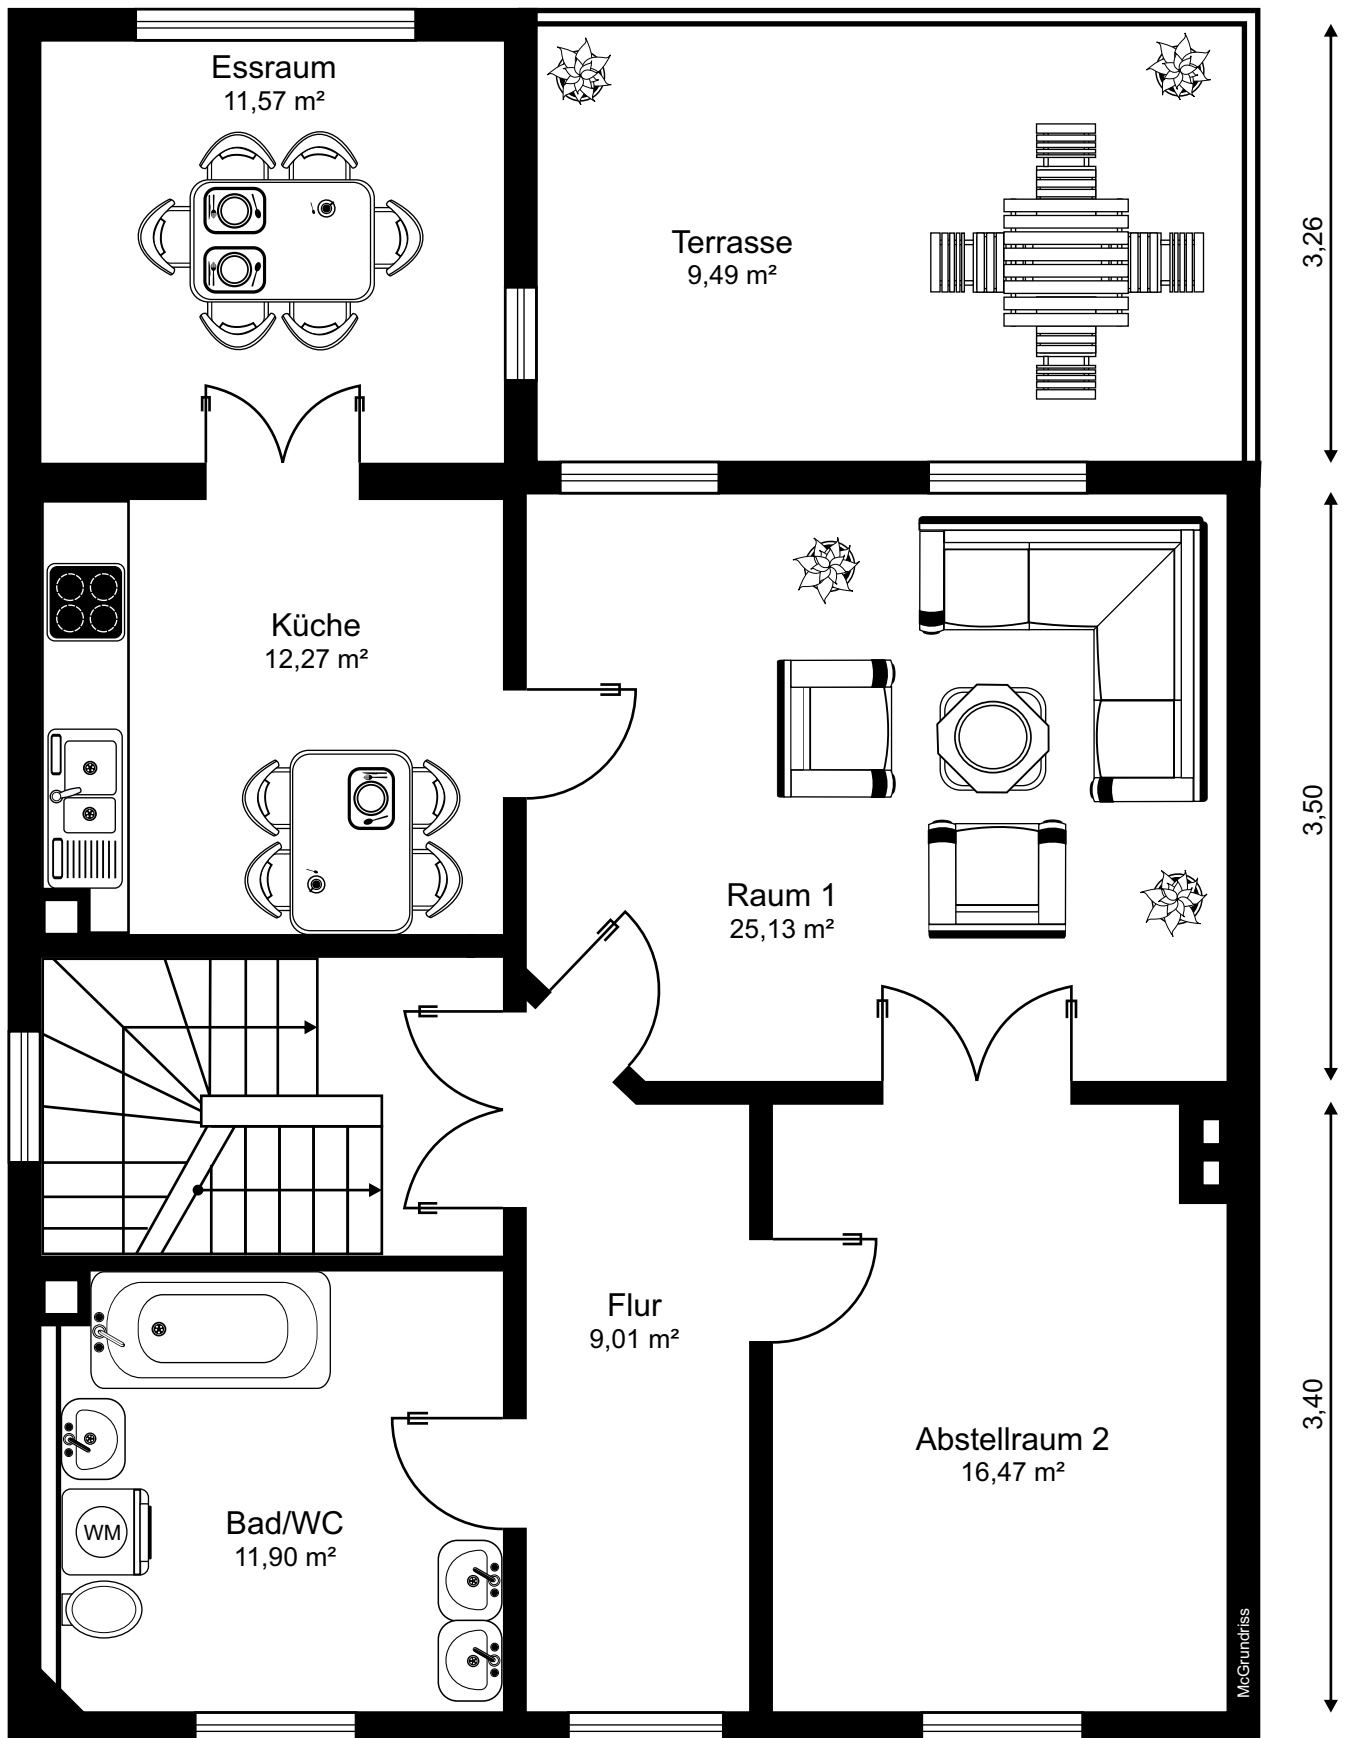 Essraum
11,57 m²
Terrasse
9,49 m²
3,26
Küche
12,27 m²
3,50
Raum 1
25,13 m²
Flur
9,01 m²
3,40
Abstellraum 2
16,47 m²
Bad/WC
11,90 m²
WM
McGrundriss